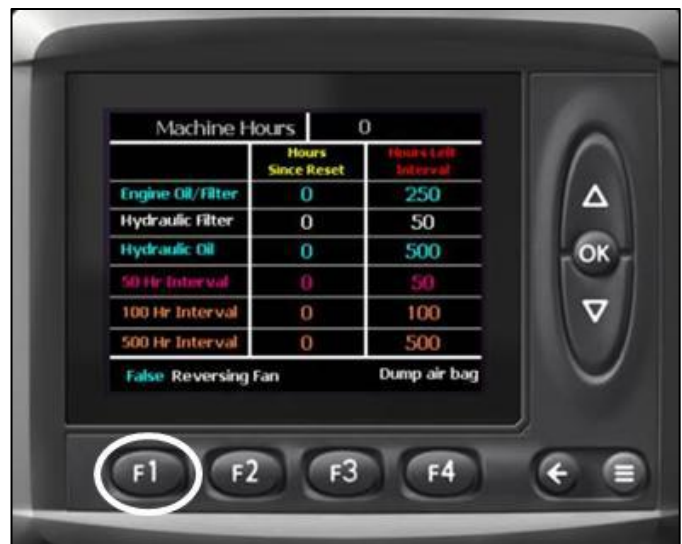 Machine Hours 0
Hours Since Reset Hours Left Interval
Engine Oil/Filter 0 250
Hydraulic Filter 0 50
Hydraulic Oil 0 500
50 Hr Interval 0 50
100 Hr Interval 0 100
500 Hr Interval 0 500
False Reversing Fan Dump air bag
OK
F1 F2 F3 F4